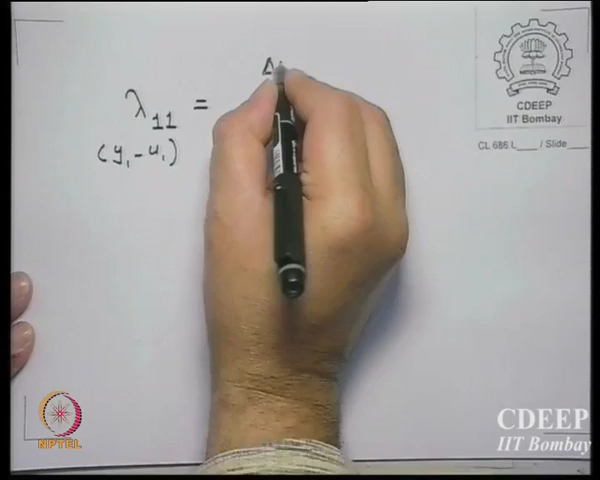 λ₁₁ = Δ
(y₁ - u₁)
CDEEP
IIT Bombay
CL 686 L___ / Slide___
NPTEL
CDEEP
IIT Bombay